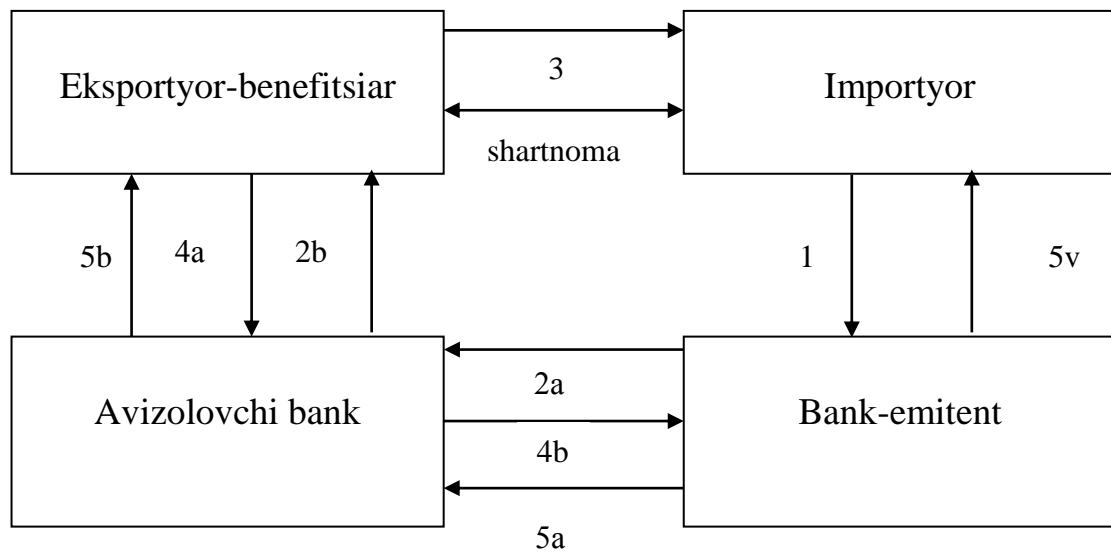 Eksportyor-benefitsiar
3
Importyor
shartnoma
5b
4a
2b
1
5v
2a
Avizolovchi bank
Bank-emitent
4b
5a